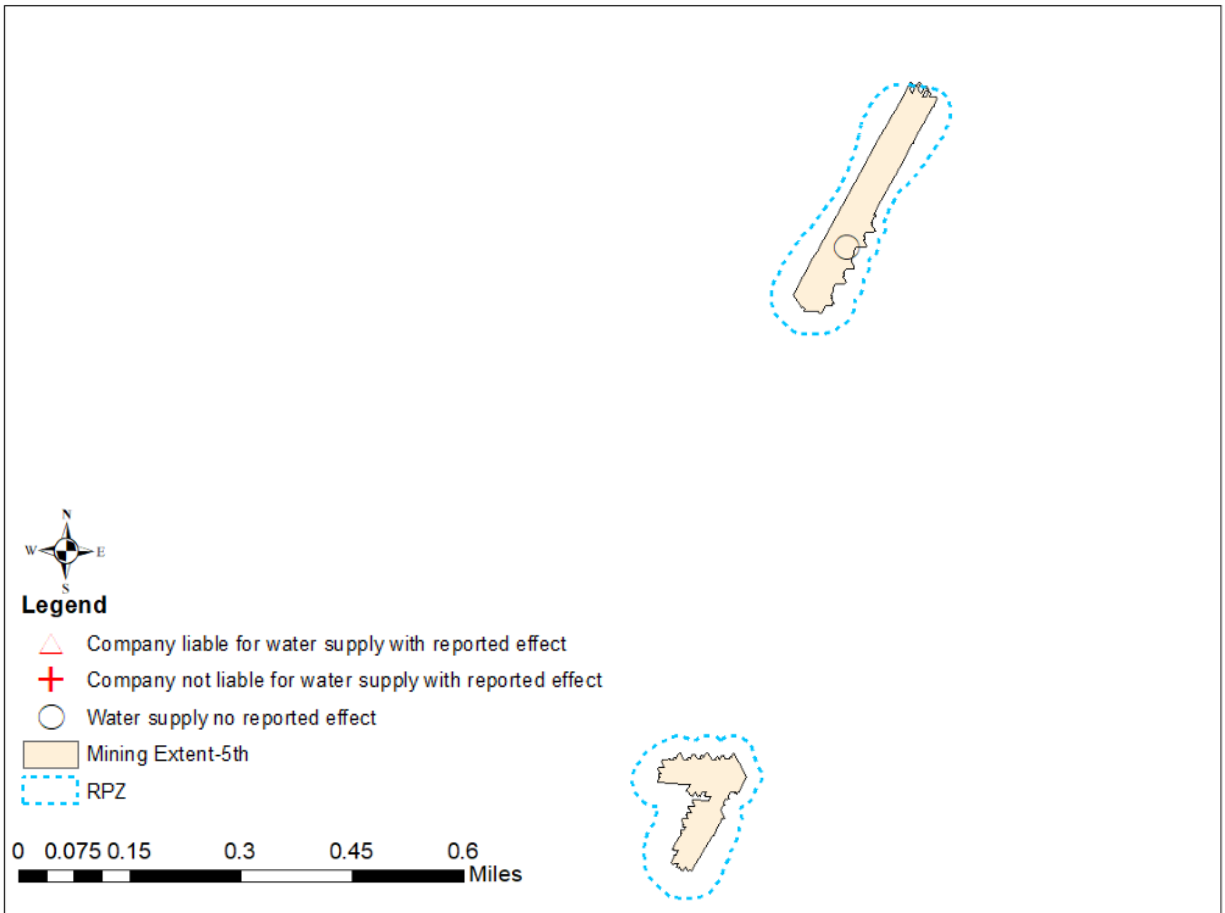 N
W E
S
Legend
Company liable for water supply with reported effect
Company not liable for water supply with reported effect
Water supply no reported effect
Mining Extent-5th
RPZ
0 0.075 0.15 0.3 0.45 0.6
Miles